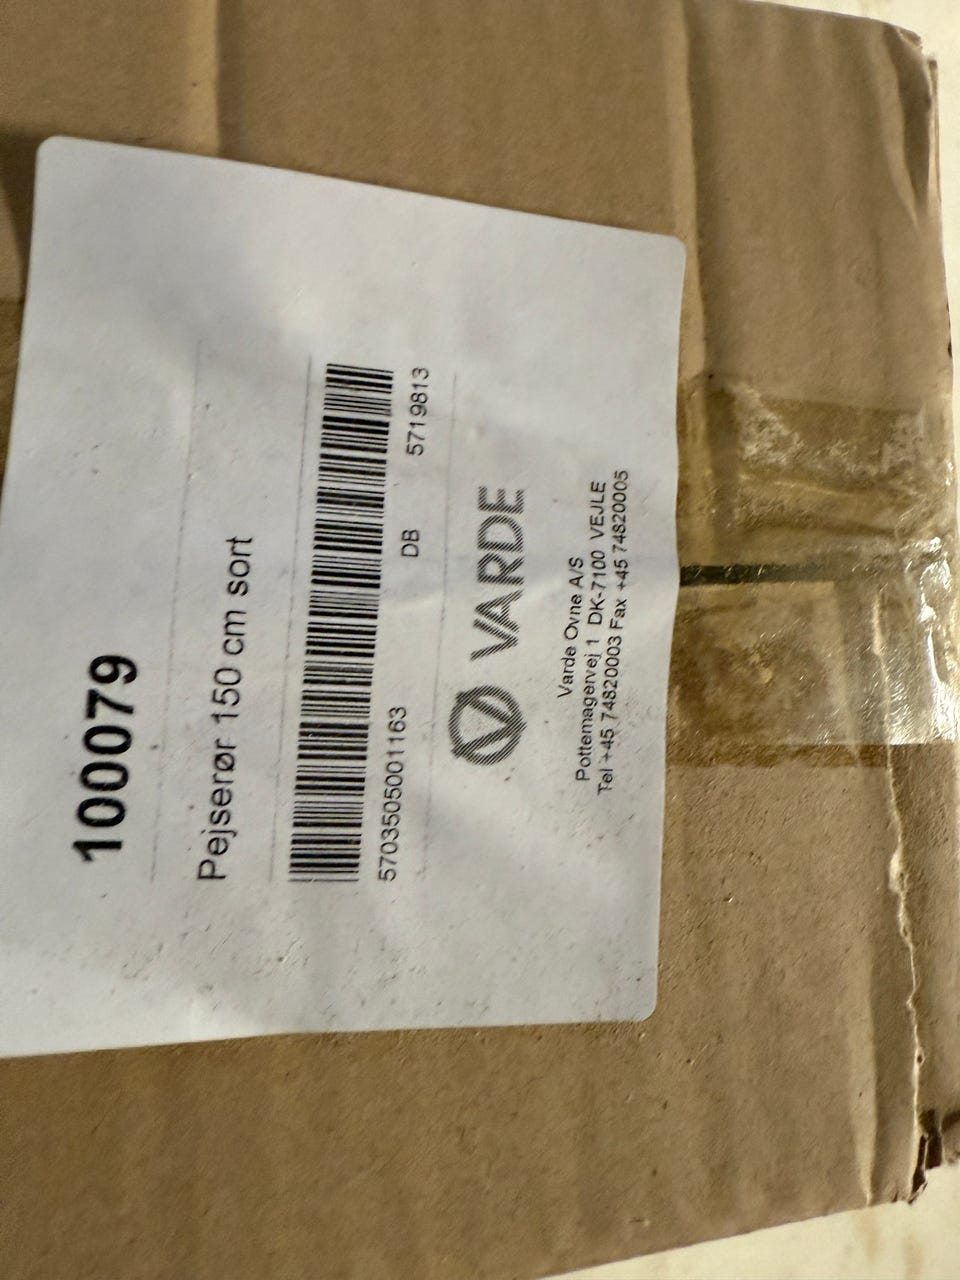 100079
Pejserør 150 cm sort
5703505001163 DB 5719813
VARDE
Varde Ovne A/S
Pottemagervej 1 DK-7100 VEJLE
Tel +45 74820003 Fax +45 74820005